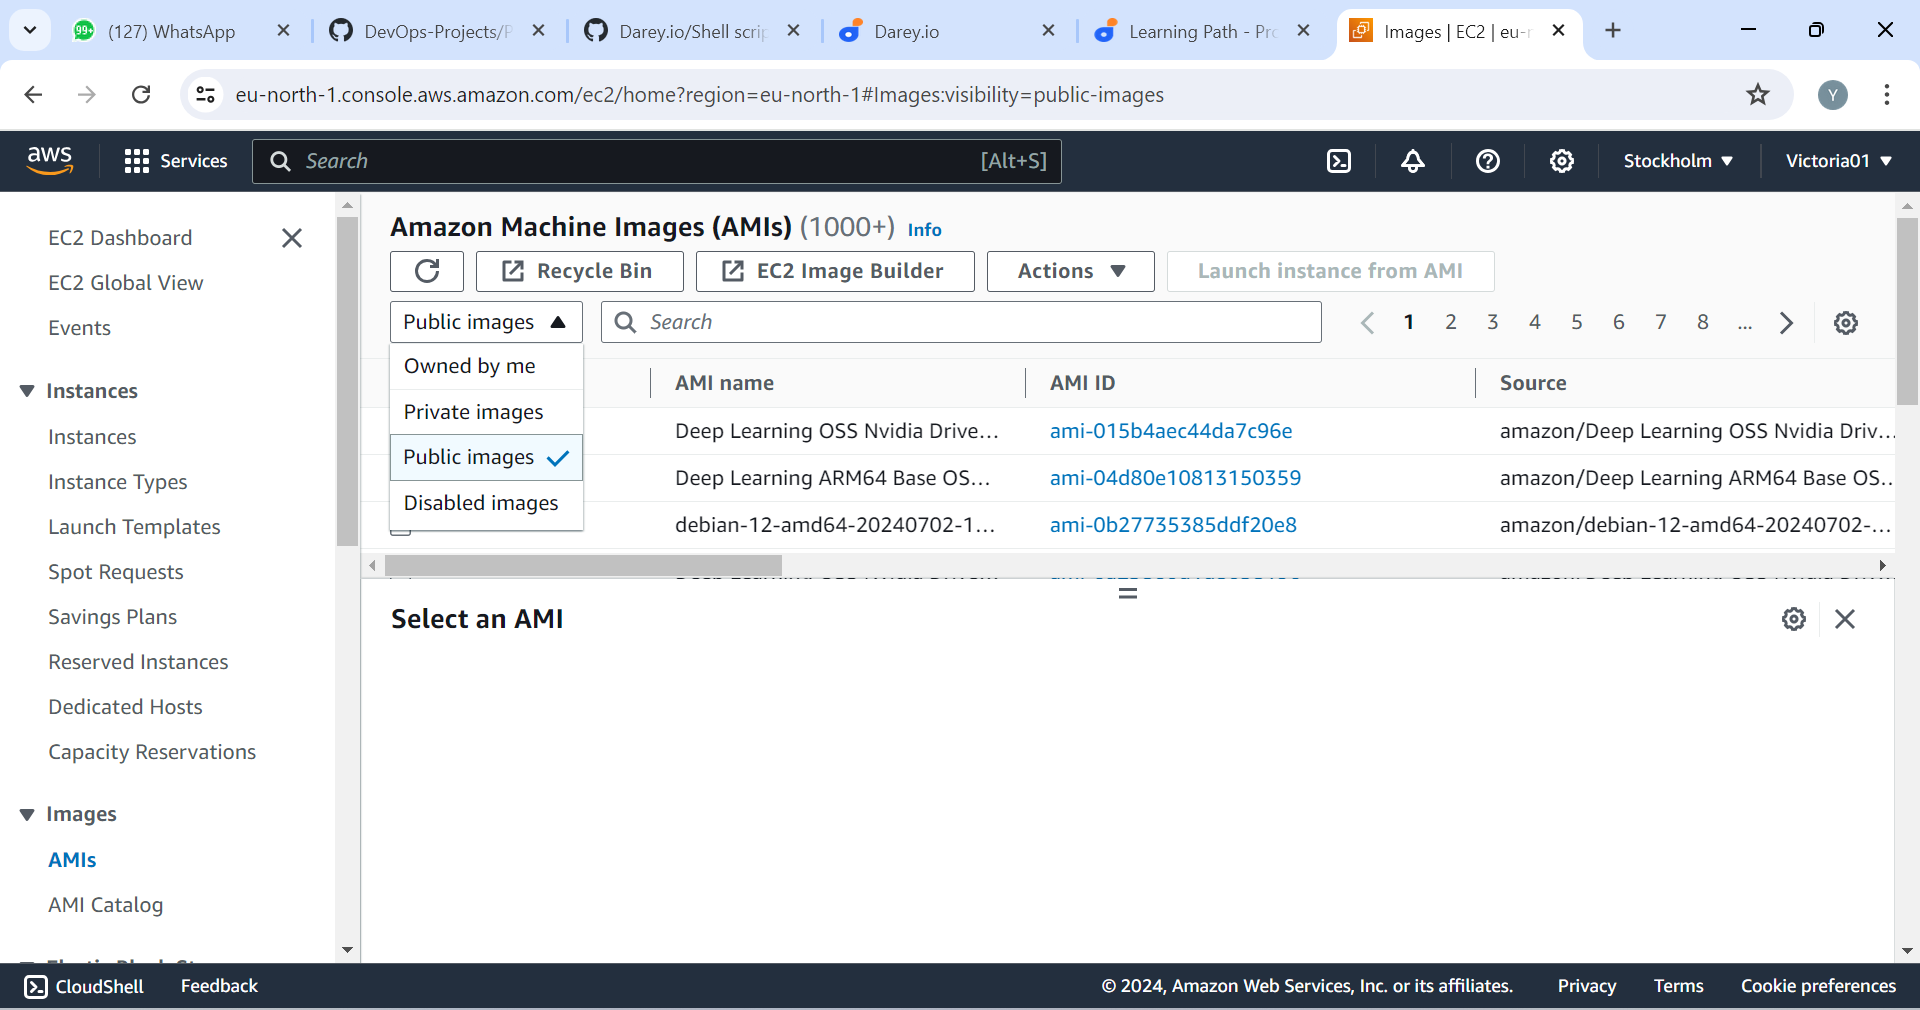 99+ (127) WhatsApp
DevOps-Projects/P
Darey.io/Shell scrip
Darey.io
Learning Path - Pro
Images | EC2 | eu-n
eu-north-1.console.aws.amazon.com/ec2/home?region=eu-north-1#Images:visibility=public-images
Y
aws
Services
Search
[Alt+S]
Stockholm
Victoria01
EC2 Dashboard
EC2 Global View
Events
Instances
Instances
Instance Types
Launch Templates
Spot Requests
Savings Plans
Reserved Instances
Dedicated Hosts
Capacity Reservations
Images
AMIs
AMI Catalog
Amazon Machine Images (AMIs) (1000+) Info
Recycle Bin
EC2 Image Builder
Actions
Launch instance from AMI
Public images
Search
1 2 3 4 5 6 7 8 ...
Owned by me
Private images
Public images
Disabled images
AMI name AMI ID Source
Deep Learning OSS Nvidia Drive... ami-015b4aec44da7c96e amazon/Deep Learning OSS Nvidia Driv...
Deep Learning ARM64 Base OS... ami-04d80e10813150359 amazon/Deep Learning ARM64 Base OS...
debian-12-amd64-20240702-1... ami-0b27735385ddf20e8 amazon/debian-12-amd64-20240702-...
Select an AMI
CloudShell
Feedback
© 2024, Amazon Web Services, Inc. or its affiliates.
Privacy
Terms
Cookie preferences